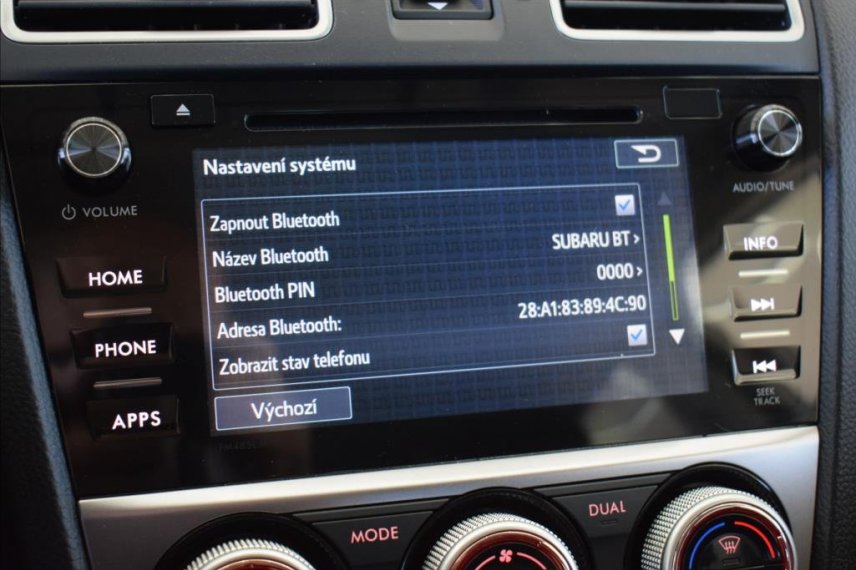 Nastavení systému
VOLUME
AUDIO/TUNE
Zapnout Bluetooth
Název Bluetooth SUBARU BT >
INFO
HOME
Bluetooth PIN 0000 >
Adresa Bluetooth: 28:A1:83:89:4C:90
PHONE
Zobrazit stav telefonu
SEEK
TRACK
APPS
Výchozí
MODE
DUAL